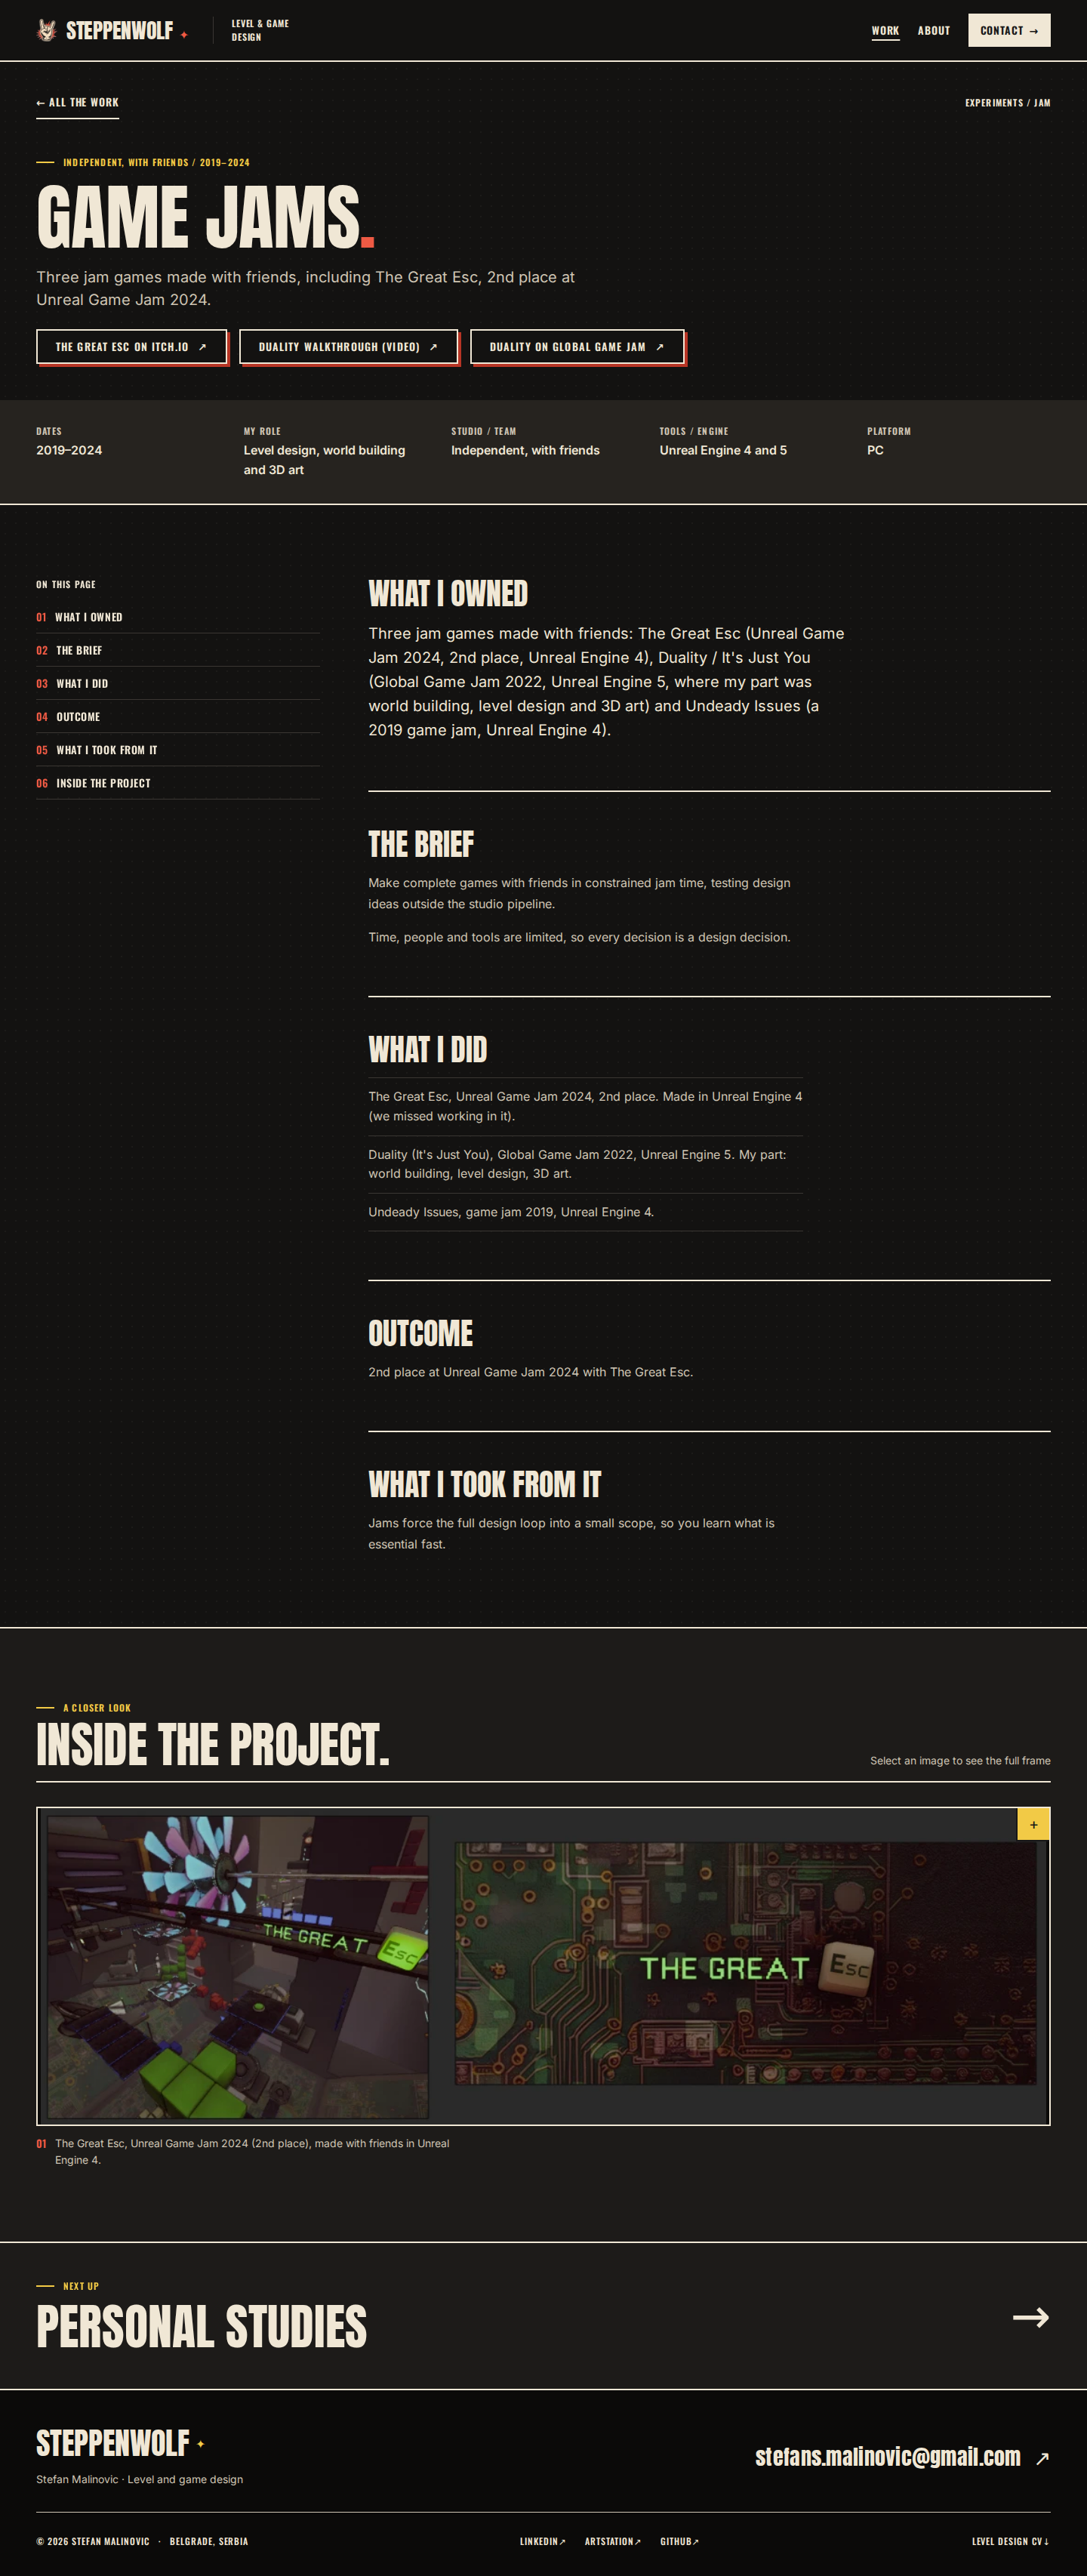 STEPPENWOLF ✦
LEVEL & GAME
DESIGN
WORK
ABOUT
CONTACT →
← ALL THE WORK
EXPERIMENTS / JAM
INDEPENDENT, WITH FRIENDS / 2019–2024
GAME JAMS.
Three jam games made with friends, including The Great Esc, 2nd place at
Unreal Game Jam 2024.
THE GREAT ESC ON ITCH.IO ↗
DUALITY WALKTHROUGH (VIDEO) ↗
DUALITY ON GLOBAL GAME JAM ↗
DATES
2019–2024
MY ROLE
Level design, world building
and 3D art
STUDIO / TEAM
Independent, with friends
TOOLS / ENGINE
Unreal Engine 4 and 5
PLATFORM
PC
ON THIS PAGE
01 WHAT I OWNED
02 THE BRIEF
03 WHAT I DID
04 OUTCOME
05 WHAT I TOOK FROM IT
06 INSIDE THE PROJECT
WHAT I OWNED
Three jam games made with friends: The Great Esc (Unreal Game
Jam 2024, 2nd place, Unreal Engine 4), Duality / It's Just You
(Global Game Jam 2022, Unreal Engine 5, where my part was
world building, level design and 3D art) and Undeady Issues (a
2019 game jam, Unreal Engine 4).
THE BRIEF
Make complete games with friends in constrained jam time, testing design
ideas outside the studio pipeline.
Time, people and tools are limited, so every decision is a design decision.
WHAT I DID
The Great Esc, Unreal Game Jam 2024, 2nd place. Made in Unreal Engine 4
(we missed working in it).
Duality (It's Just You), Global Game Jam 2022, Unreal Engine 5. My part:
world building, level design, 3D art.
Undeady Issues, game jam 2019, Unreal Engine 4.
OUTCOME
2nd place at Unreal Game Jam 2024 with The Great Esc.
WHAT I TOOK FROM IT
Jams force the full design loop into a small scope, so you learn what is
essential fast.
A CLOSER LOOK
INSIDE THE PROJECT.
Select an image to see the full frame
+
THE GREAT Esc
THE GREAT Esc
01 The Great Esc, Unreal Game Jam 2024 (2nd place), made with friends in Unreal
Engine 4.
NEXT UP
PERSONAL STUDIES
→
STEPPENWOLF ✦
Stefan Malinovic · Level and game design
stefans.malinovic@gmail.com ↗
© 2026 STEFAN MALINOVIC · BELGRADE, SERBIA
LINKEDIN↗
ARTSTATION↗
GITHUB↗
LEVEL DESIGN CV↓